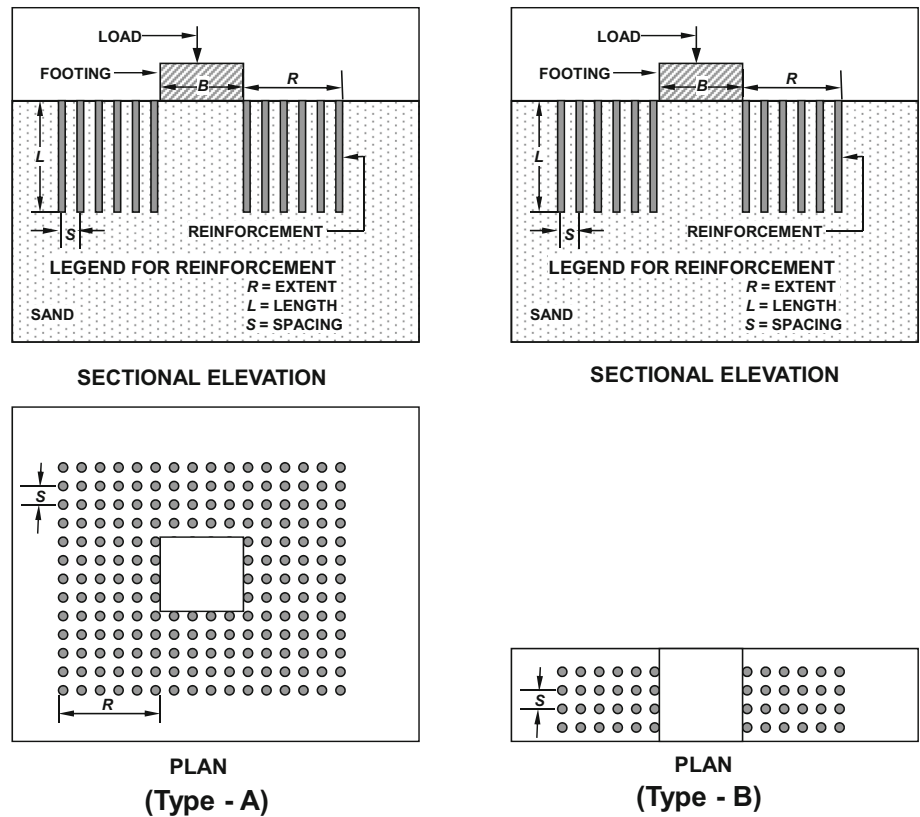 LOAD
FOOTING
B
R
L
S
REINFORCEMENT
LEGEND FOR REINFORCEMENT
R = EXTENT
L = LENGTH
S = SPACING
SAND
SECTIONAL ELEVATION
S
R
PLAN
(Type - A)
LOAD
FOOTING
B
R
L
S
REINFORCEMENT
LEGEND FOR REINFORCEMENT
R = EXTENT
L = LENGTH
S = SPACING
SAND
SECTIONAL ELEVATION
S
PLAN
(Type - B)